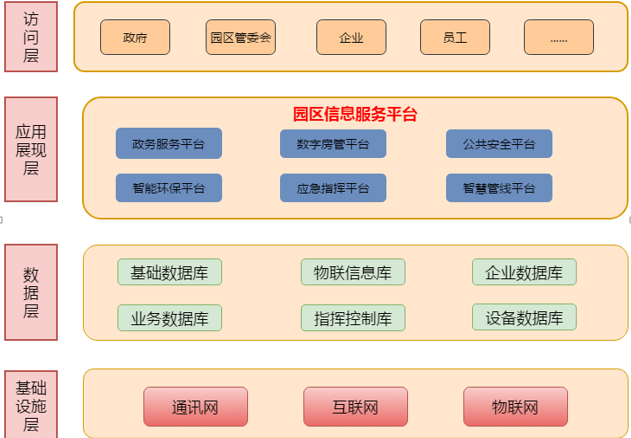 访问层
政府 园区管委会 企业 员工 ......
应用展现层
园区信息服务平台
政务服务平台 数字房管平台 公共安全平台
智能环保平台 应急指挥平台 智慧管线平台
数据层
基础数据库 物联信息库 企业数据库
业务数据库 指挥控制库 设备数据库
基础设施层
通讯网 互联网 物联网